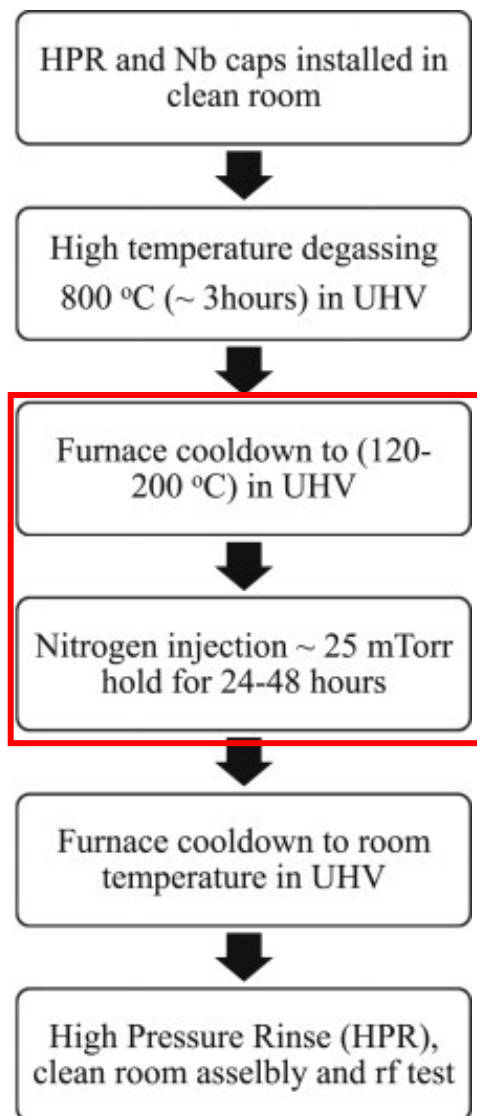 HPR and Nb caps installed in
clean room
High temperature degassing
800 ºC (~ 3hours) in UHV
Furnace cooldown to (120-
200 ºC) in UHV
Nitrogen injection ~ 25 mTorr
hold for 24-48 hours
Furnace cooldown to room
temperature in UHV
High Pressure Rinse (HPR),
clean room asselbly and rf test